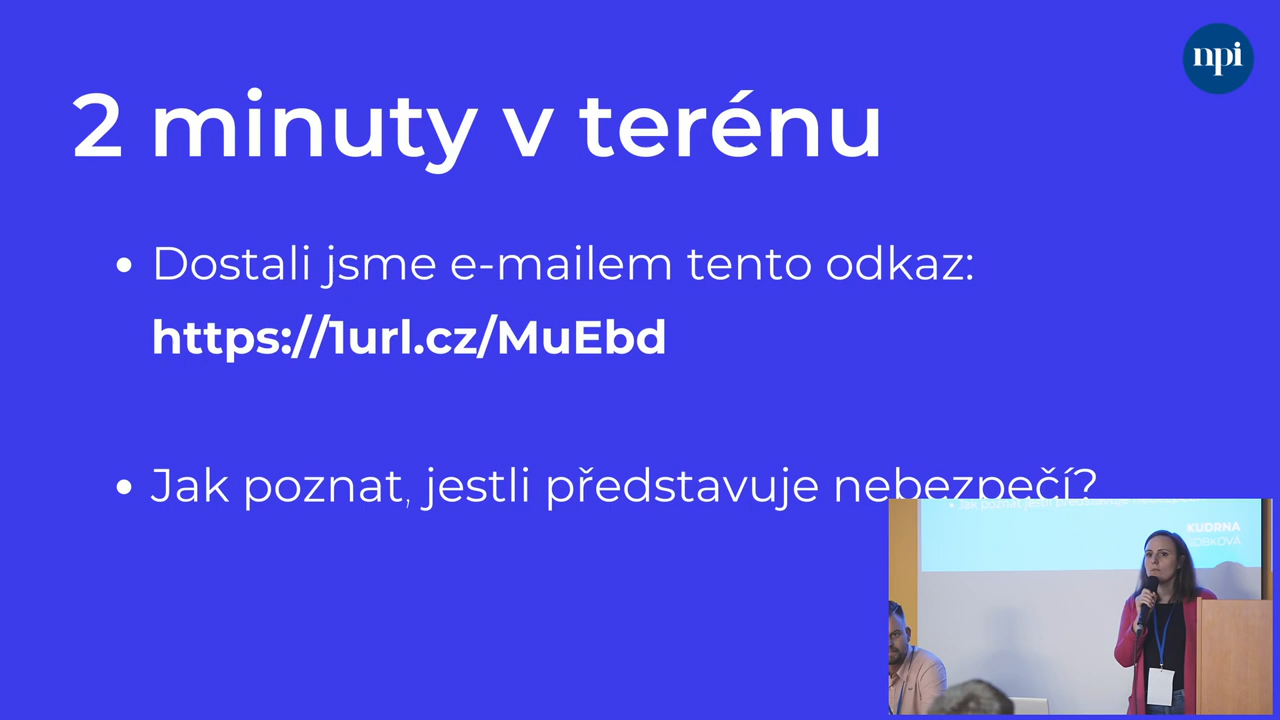 npi
2 minuty v terénu
• Dostali jsme e-mailem tento odkaz:
https://1url.cz/MuEbd
• Jak poznat, jestli představuje nebezpečí?
KUDRNA